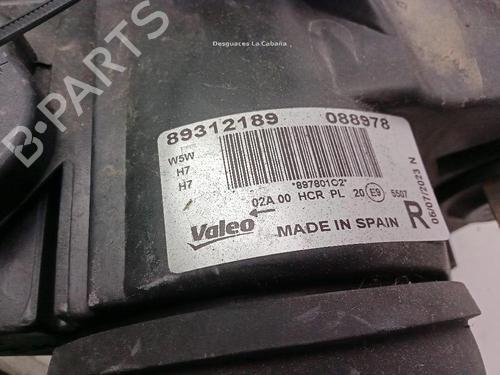 Desguaces La Cabaña
B-PARTS
89312189 088978
W5W
H7
H7
*897801C2*
02A 00 HCR PL 20 E9 5507
Valeo MADE IN SPAIN R
06/07/2023 N